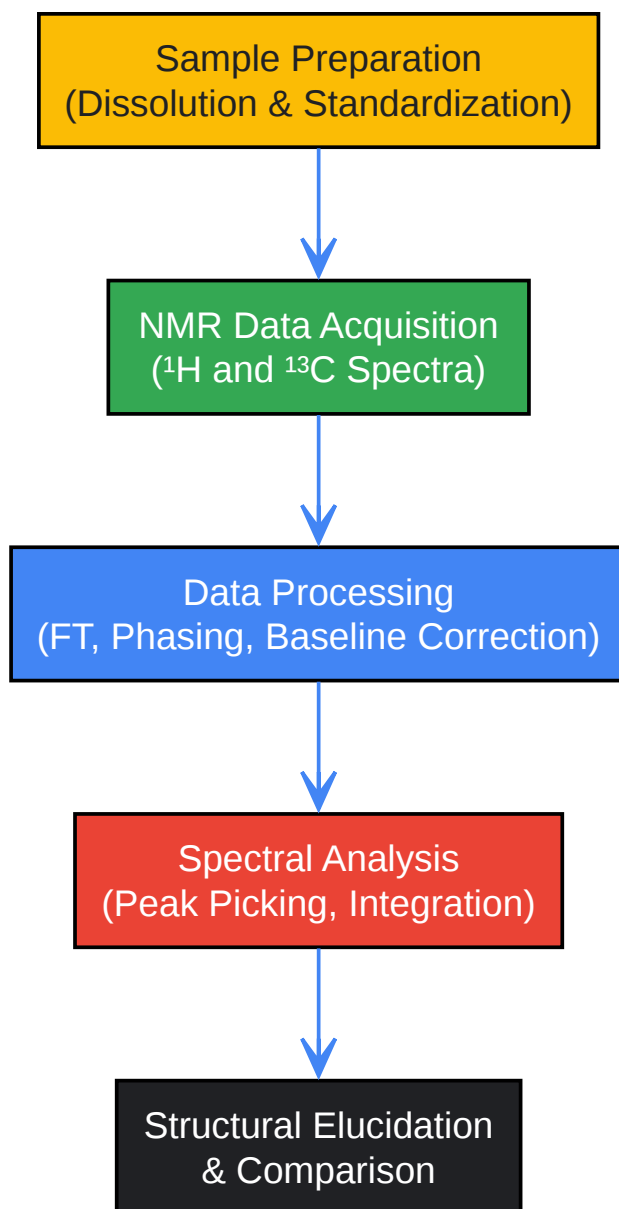 Sample Preparation
(Dissolution & Standardization)
NMR Data Acquisition
(¹H and ¹³C Spectra)
Data Processing
(FT, Phasing, Baseline Correction)
Spectral Analysis
(Peak Picking, Integration)
Structural Elucidation
& Comparison